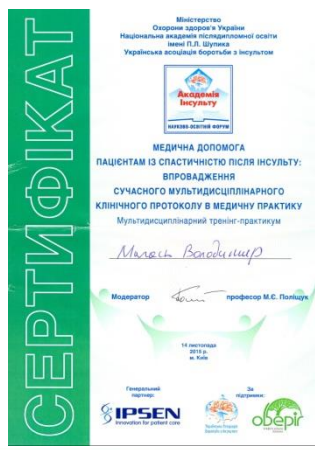 СЕРТИФІКАТ
Міністерство
Охорони здоров'я України
Національна академія післядипломної освіти
імені П.Л. Шупика
Українська асоціація боротьби з інсультом
Академія
Інсульту
НАУКОВО-ОСВІТНІЙ ФОРУМ
МЕДИЧНА ДОПОМОГА
ПАЦІЄНТАМ ІЗ СПАСТИЧНІСТЮ ПІСЛЯ ІНСУЛЬТУ:
ВПРОВАДЖЕННЯ
СУЧАСНОГО МУЛЬТИДИСЦІПЛІНАРНОГО
КЛІНІЧНОГО ПРОТОКОЛУ В МЕДИЧНУ ПРАКТИКУ
Мультидисциплінарний тренінг-практикум
Володимир
Модератор професор М.Є. Поліщук
14 листопада
2015 р.
м. Київ
Генеральний
партнер:
За
підтримки:
IPSEN
Innovation for patient care
оберіг